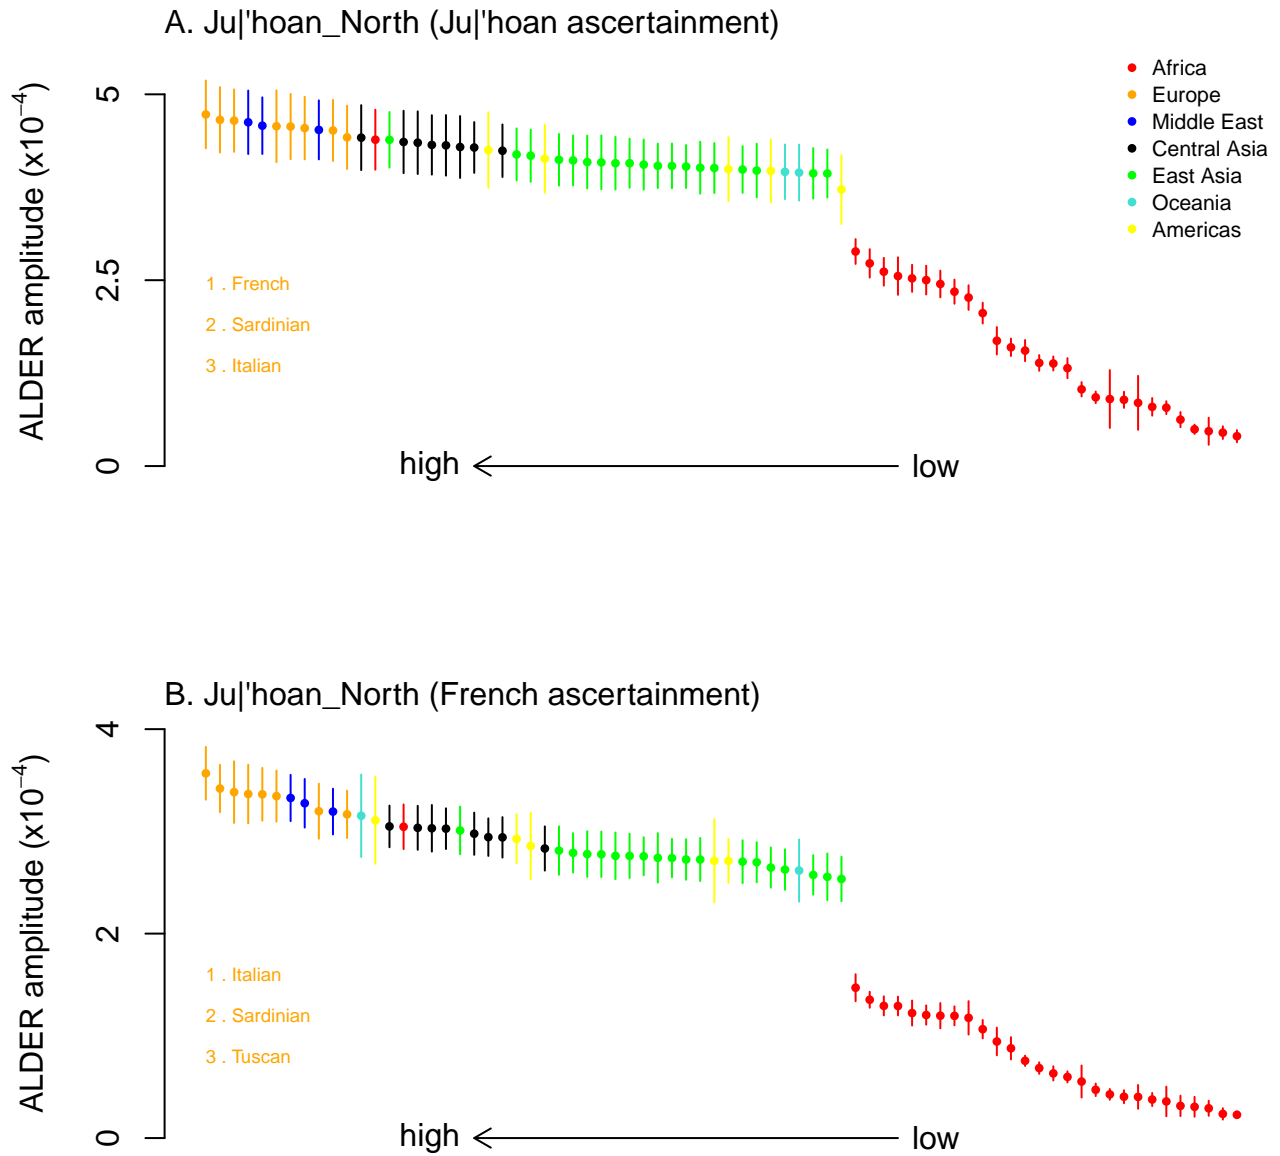 A. Ju|'hoan_North (Ju|'hoan ascertainment)
ALDER amplitude (x10⁻⁴)
5
2.5
0
Africa
Europe
Middle East
Central Asia
East Asia
Oceania
Americas
1 . French
2 . Sardinian
3 . Italian
high
low
B. Ju|'hoan_North (French ascertainment)
ALDER amplitude (x10⁻⁴)
4
2
0
1 . Italian
2 . Sardinian
3 . Tuscan
high
low